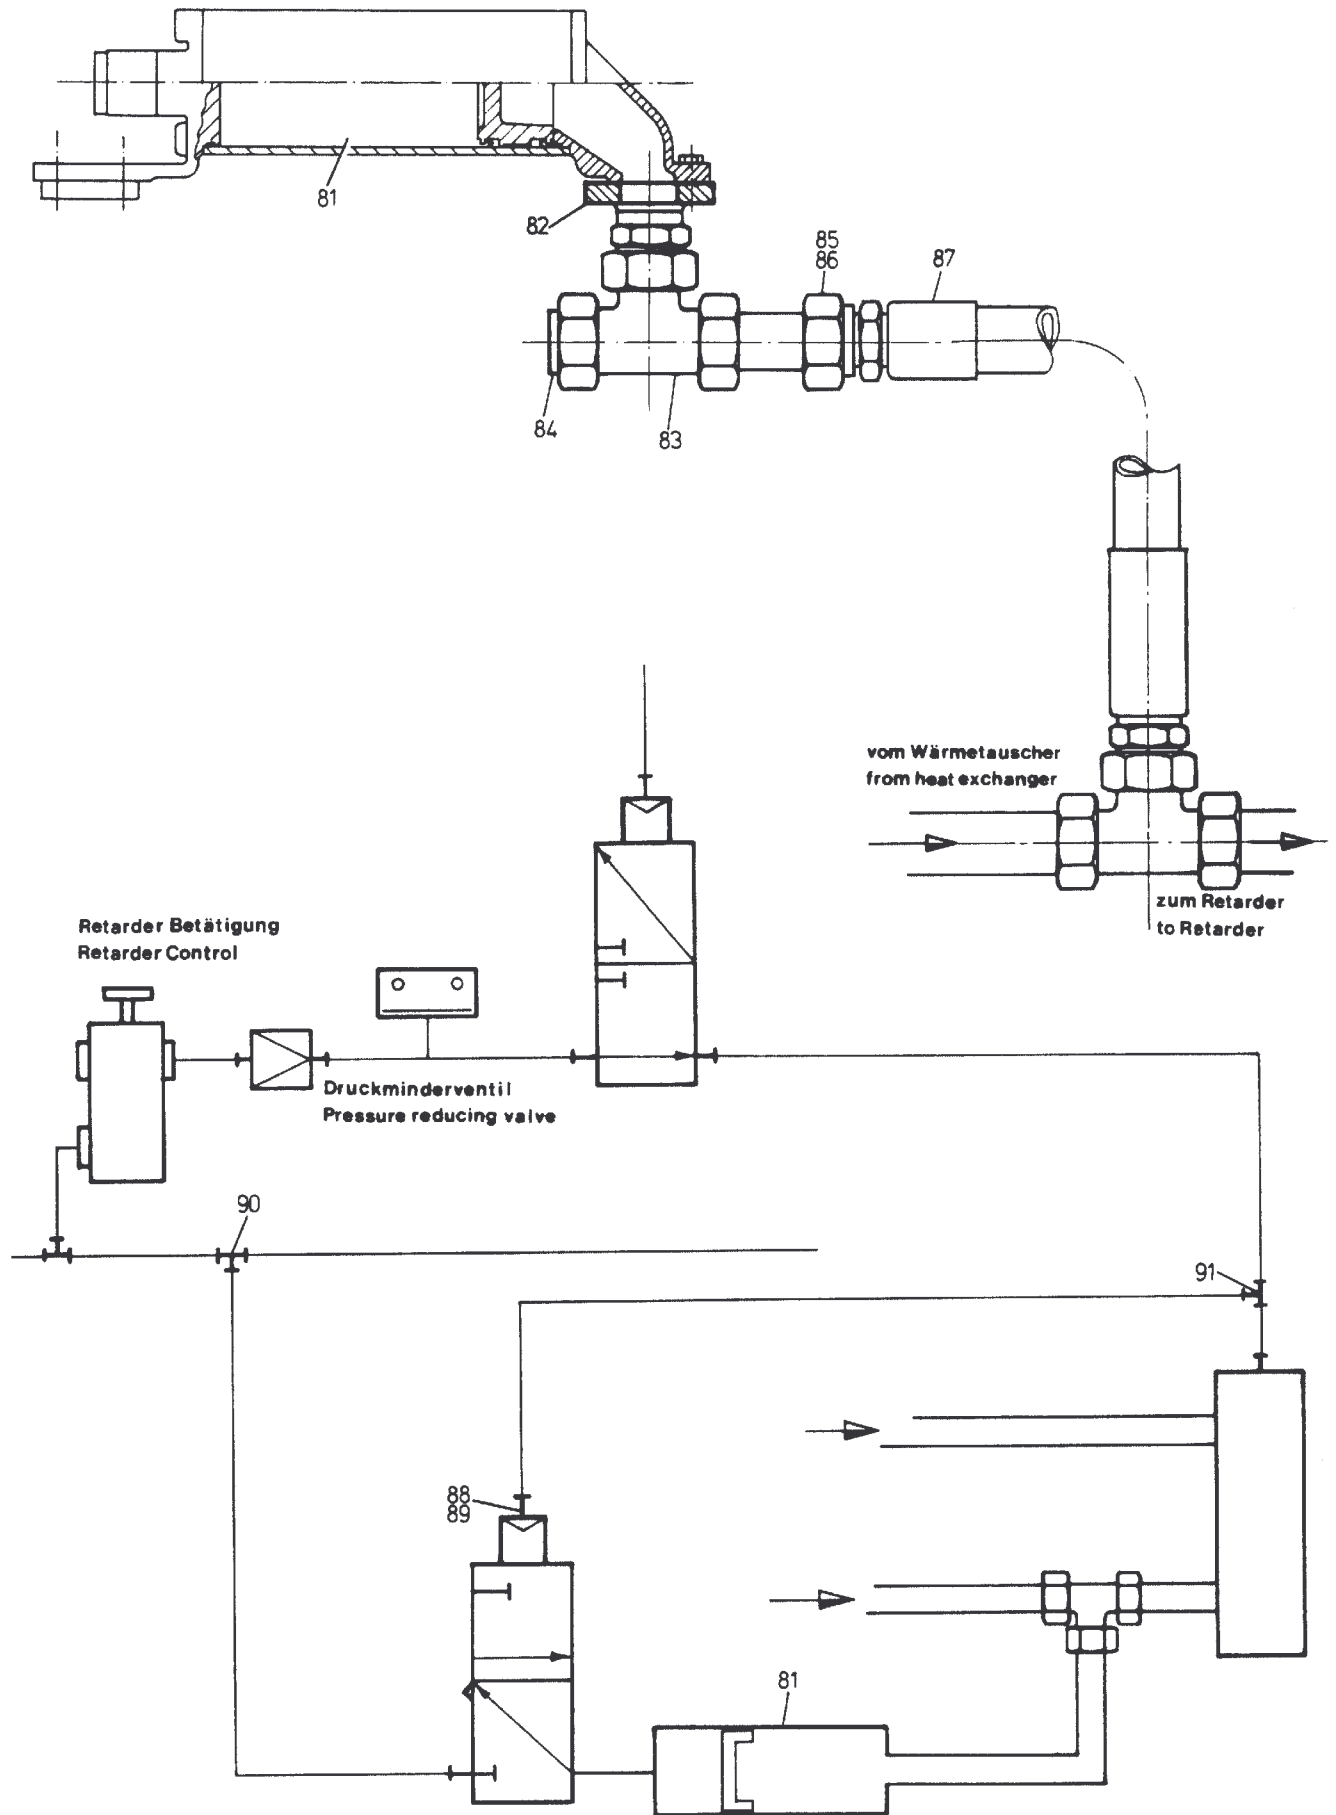 81
82
85
86
87
84
83
vom Wärmetauscher
from heat exchanger
zum Retarder
to Retarder
Retarder Betätigung
Retarder Control
Druckminderventil
Pressure reducing valve
90
91
88
89
81